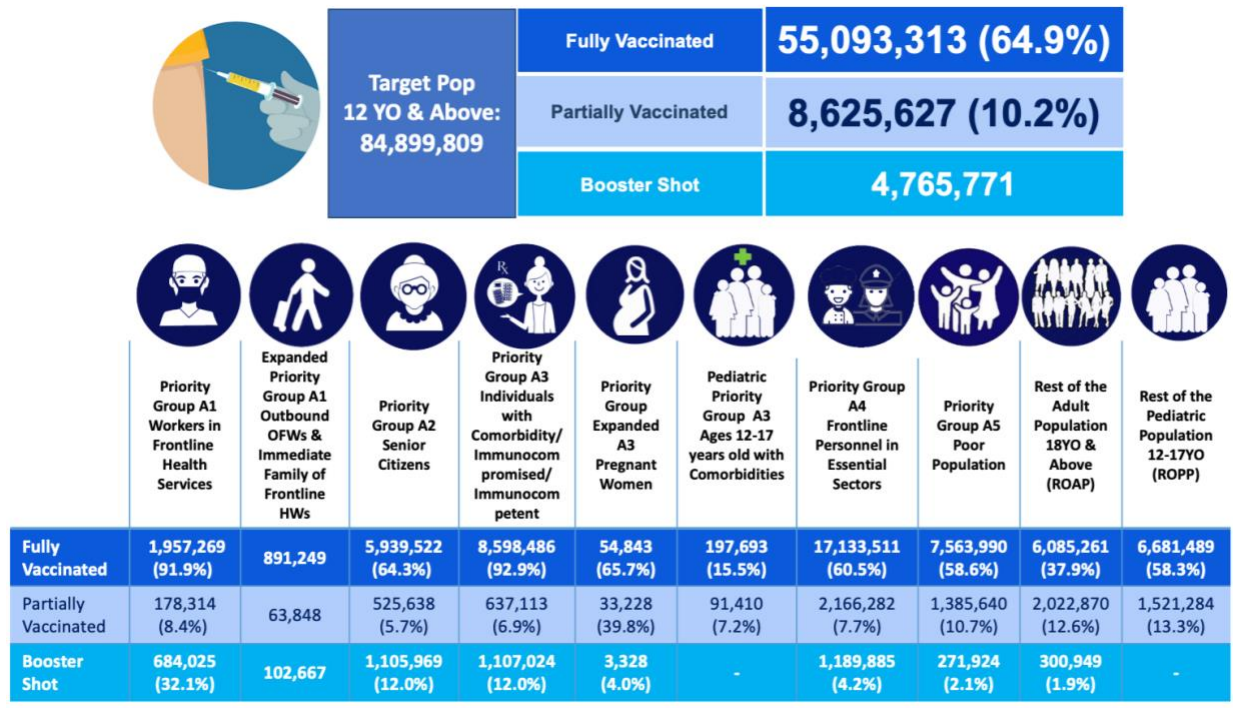 Target Pop
12 YO & Above:
84,899,809
Fully Vaccinated
55,093,313 (64.9%)
Partially Vaccinated
8,625,627 (10.2%)
Booster Shot
4,765,771
Rx
Priority
Group A1
Workers in
Frontline
Health
Services
Expanded
Priority
Group A1
Outbound
OFWs &
Immediate
Family of
Frontline
HWs
Priority
Group A2
Senior
Citizens
Priority
Group A3
Individuals
with
Comorbidity/
Immunocom
promised/
Immunocom
petent
Priority
Group
Expanded
A3
Pregnant
Women
Pediatric
Priority
Group A3
Ages 12-17
years old with
Comorbidities
Priority Group
A4
Frontline
Personnel in
Essential
Sectors
Priority
Group A5
Poor
Population
Rest of the
Adult
Population
18YO &
Above
(ROAP)
Rest of the
Pediatric
Population
12-17YO
(ROPP)
Fully
Vaccinated
1,957,269
(91.9%)
891,249
5,939,522
(64.3%)
8,598,486
(92.9%)
54,843
(65.7%)
197,693
(15.5%)
17,133,511
(60.5%)
7,563,990
(58.6%)
6,085,261
(37.9%)
6,681,489
(58.3%)
Partially
Vaccinated
178,314
(8.4%)
63,848
525,638
(5.7%)
637,113
(6.9%)
33,228
(39.8%)
91,410
(7.2%)
2,166,282
(7.7%)
1,385,640
(10.7%)
2,022,870
(12.6%)
1,521,284
(13.3%)
Booster
Shot
684,025
(32.1%)
102,667
1,105,969
(12.0%)
1,107,024
(12.0%)
3,328
(4.0%)
-
1,189,885
(4.2%)
271,924
(2.1%)
300,949
(1.9%)
-